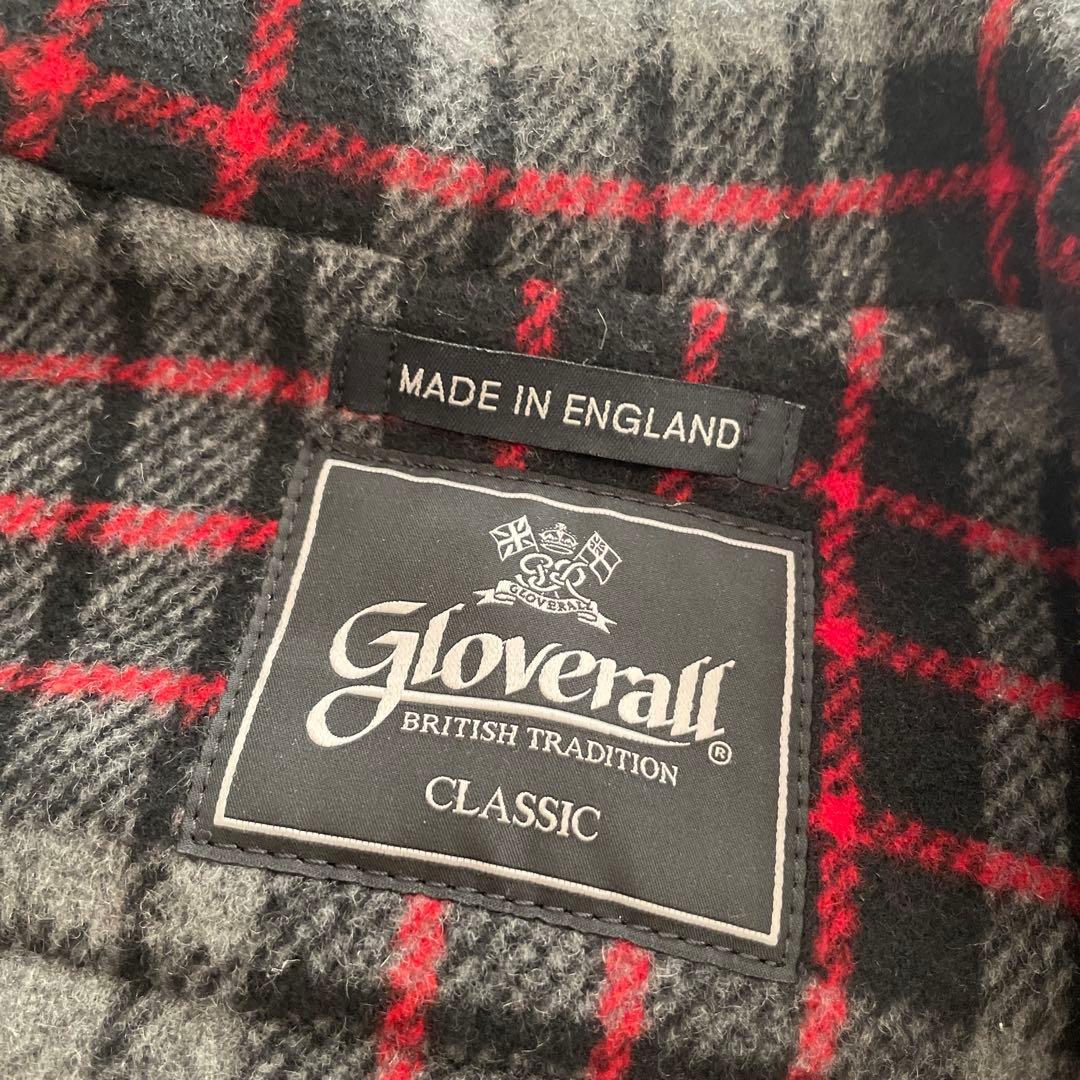 MADE IN ENGLAND
GLOVERALL
Gloverall®
BRITISH TRADITION
CLASSIC